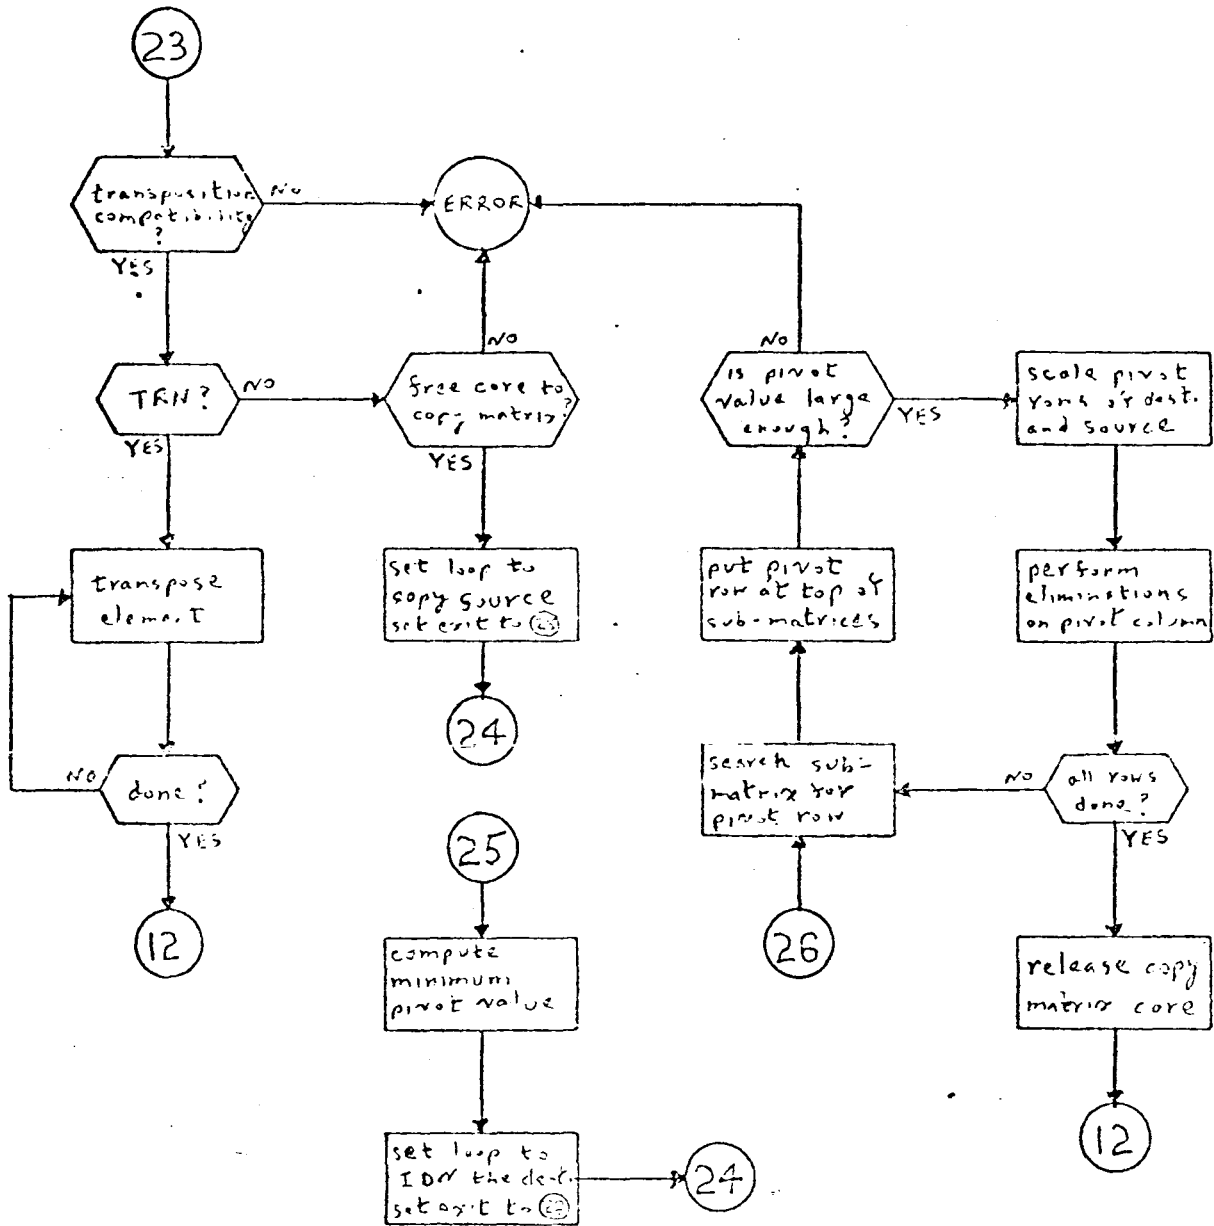 23
transposition
compatibility
?
NO
YES
ERROR
TRN?
NO
YES
free core to
copy matrix?
NO
YES
transpose
element
set loop to
copy source
set exit to 25
24
done?
NO
YES
12
25
compute
minimum
pivot value
set loop to
IDN the dest.
set exit to
24
is pivot
value large
enough?
NO
YES
scale pivot
rows of dest.
and source
put pivot
row at top of
sub-matrices
perform
eliminations
on pivot column
search sub-
matrix for
pivot row
all rows
done?
NO
YES
26
release copy
matrix core
12